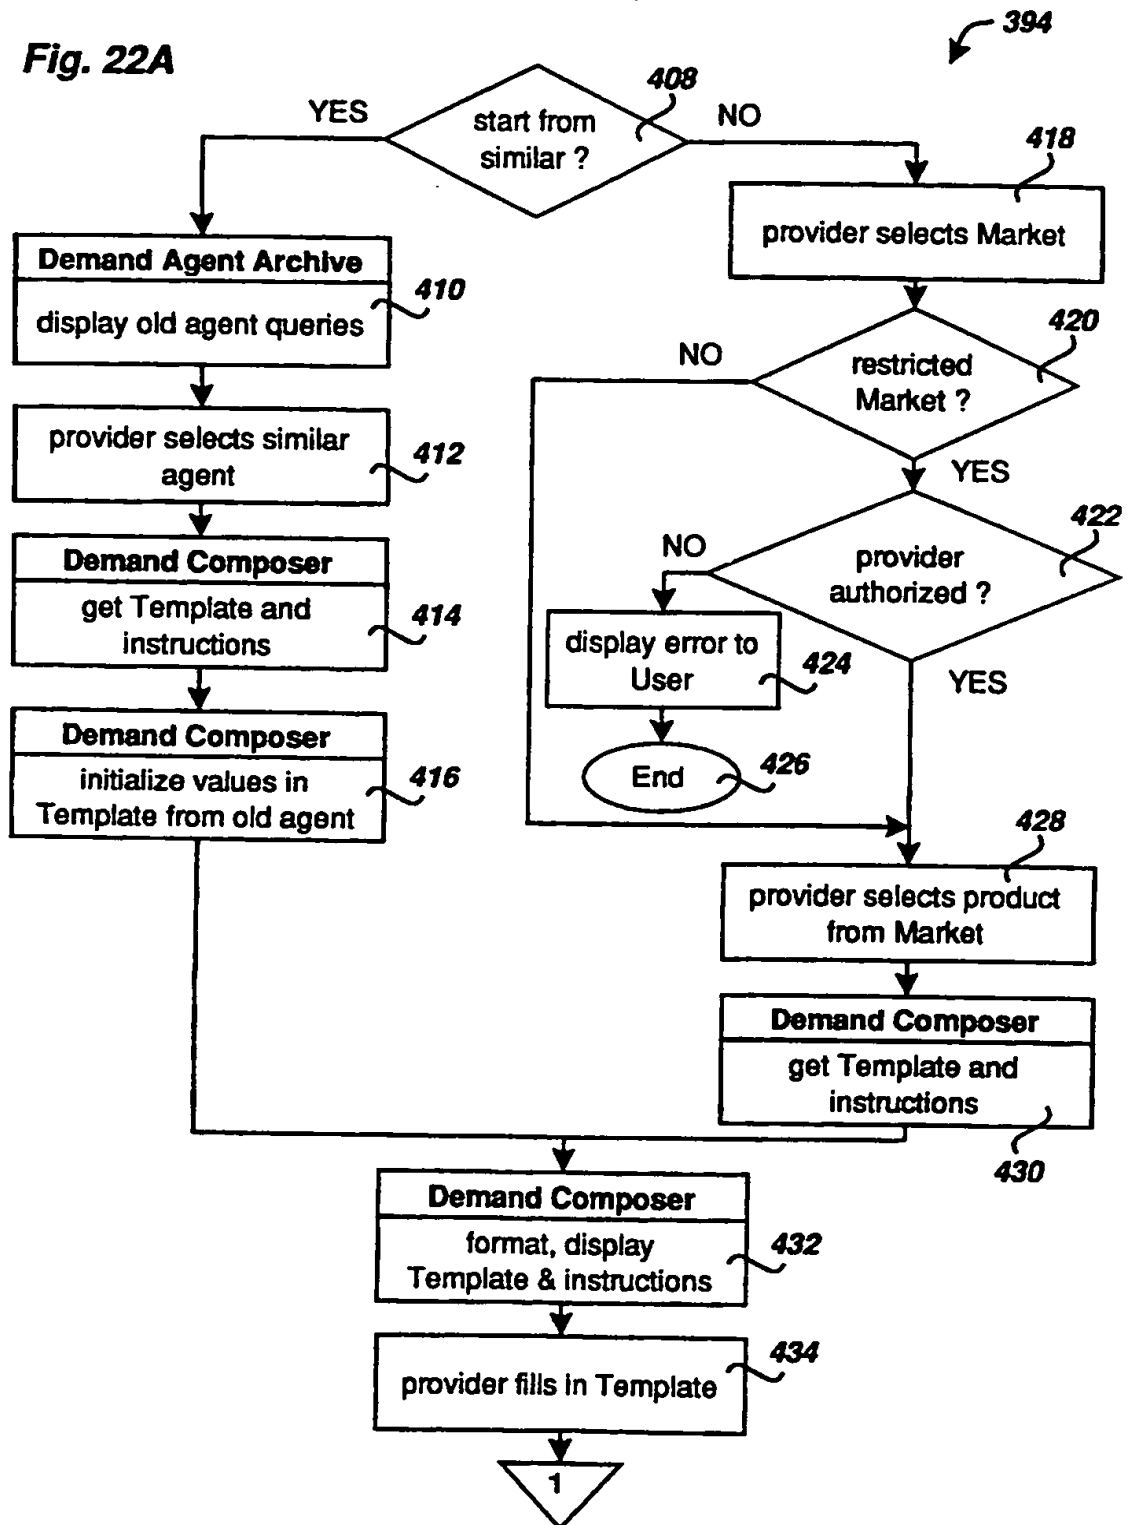 394
Fig. 22A
408
YES
start from
similar ?
NO
418
provider selects Market
Demand Agent Archive
display old agent queries
410
420
NO
restricted
Market ?
provider selects similar
agent
412
YES
422
Demand Composer
get Template and
instructions
414
NO
provider
authorized ?
display error to
User
424
YES
Demand Composer
initialize values in
Template from old agent
416
End
426
428
provider selects product
from Market
Demand Composer
get Template and
instructions
430
Demand Composer
format, display
Template & instructions
432
provider fills in Template
434
1